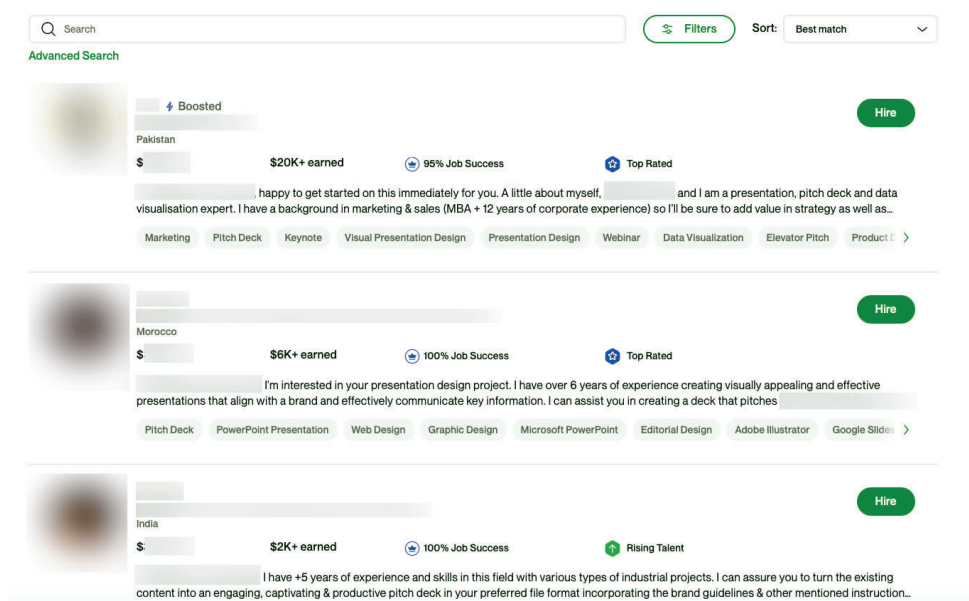 Search
Filters
Sort:
Best match
Advanced Search
Boosted
Hire
Pakistan
$
$20K+ earned
95% Job Success
Top Rated
, happy to get started on this immediately for you. A little about myself, and I am a presentation, pitch deck and data
visualisation expert. I have a background in marketing & sales (MBA + 12 years of corporate experience) so I'll be sure to add value in strategy as well as...
Marketing
Pitch Deck
Keynote
Visual Presentation Design
Presentation Design
Webinar
Data Visualization
Elevator Pitch
Product
Hire
Morocco
$
$6K+ earned
100% Job Success
Top Rated
I'm interested in your presentation design project. I have over 6 years of experience creating visually appealing and effective
presentations that align with a brand and effectively communicate key information. I can assist you in creating a deck that pitches
Pitch Deck
PowerPoint Presentation
Web Design
Graphic Design
Microsoft PowerPoint
Editorial Design
Adobe Illustrator
Google Slides
Hire
India
$
$2K+ earned
100% Job Success
Rising Talent
I have +5 years of experience and skills in this field with various types of industrial projects. I can assure you to turn the existing
content into an engaging, captivating & productive pitch deck in your preferred file format incorporating the brand guidelines & other mentioned instruction...